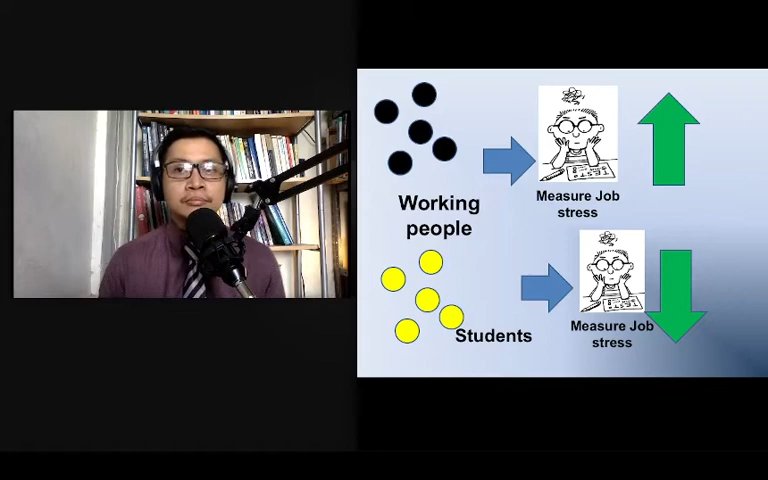 Measure Job
stress
Working
people
Measure Job
stress
Students